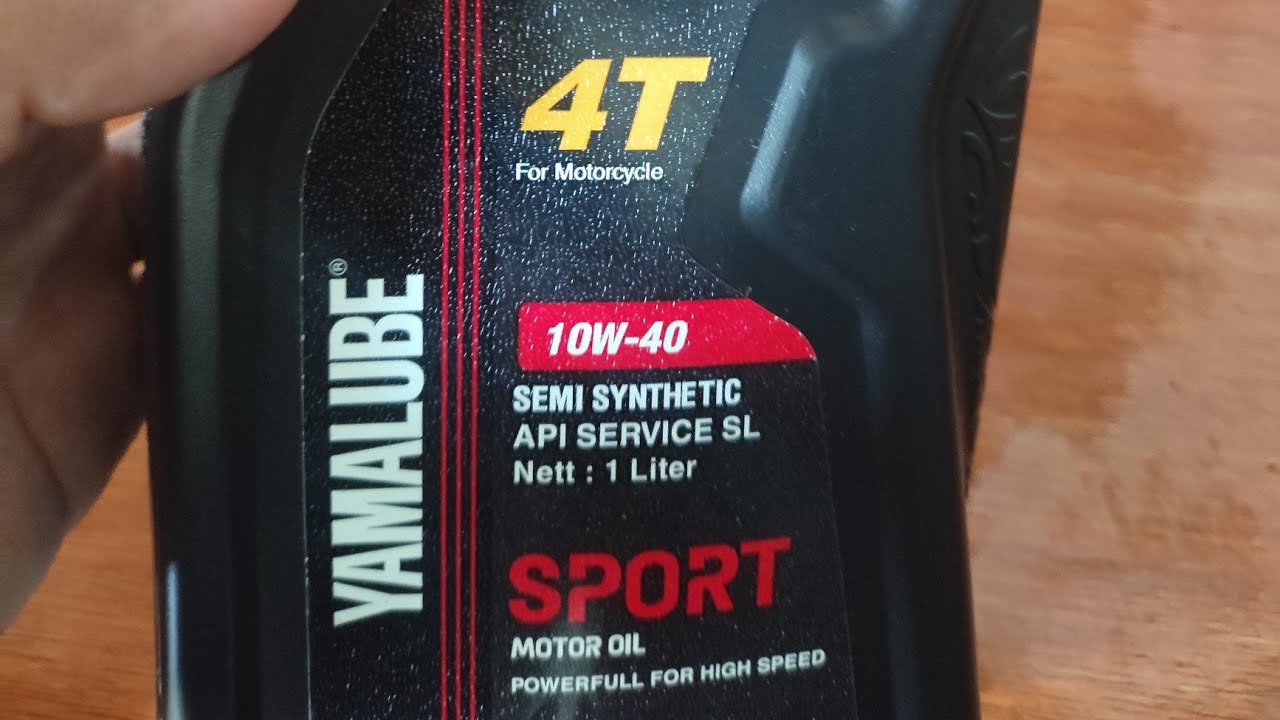 YAMALUBE®
4T
For Motorcycle
10W-40
SEMI SYNTHETIC
API SERVICE SL
Nett : 1 Liter
SPORT
MOTOR OIL
POWERFULL FOR HIGH SPEED